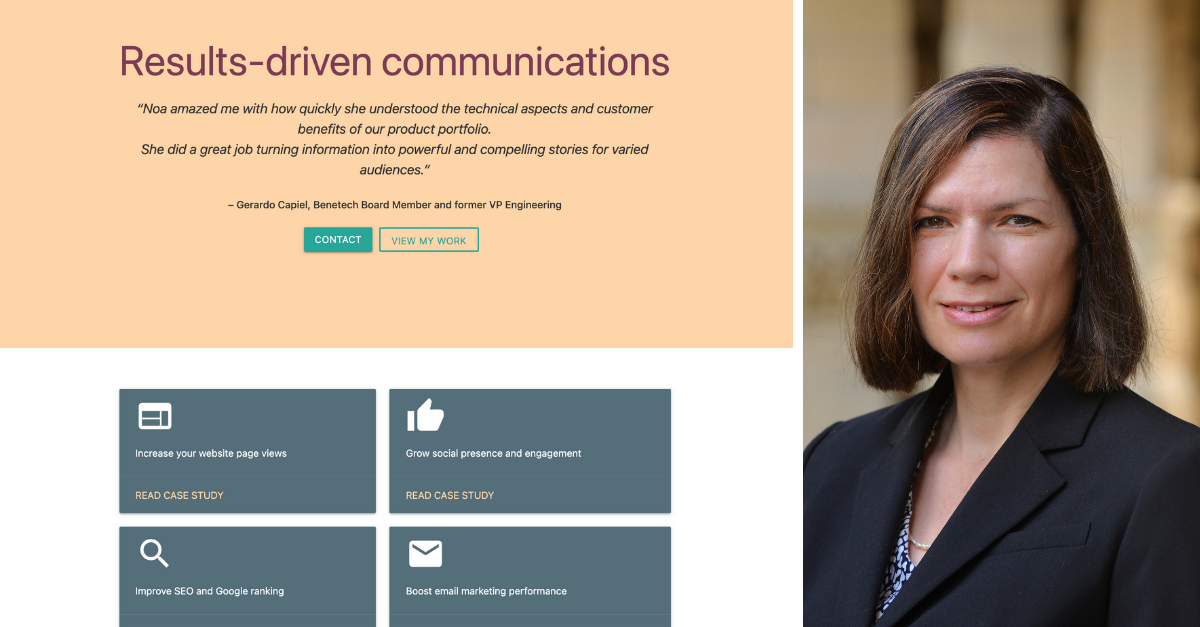 Results-driven communications
“Noa amazed me with how quickly she understood the technical aspects and customer
benefits of our product portfolio.
She did a great job turning information into powerful and compelling stories for varied
audiences.”
– Gerardo Capiel, Benetech Board Member and former VP Engineering
CONTACT
VIEW MY WORK
Increase your website page views
READ CASE STUDY
Grow social presence and engagement
READ CASE STUDY
Improve SEO and Google ranking
Boost email marketing performance